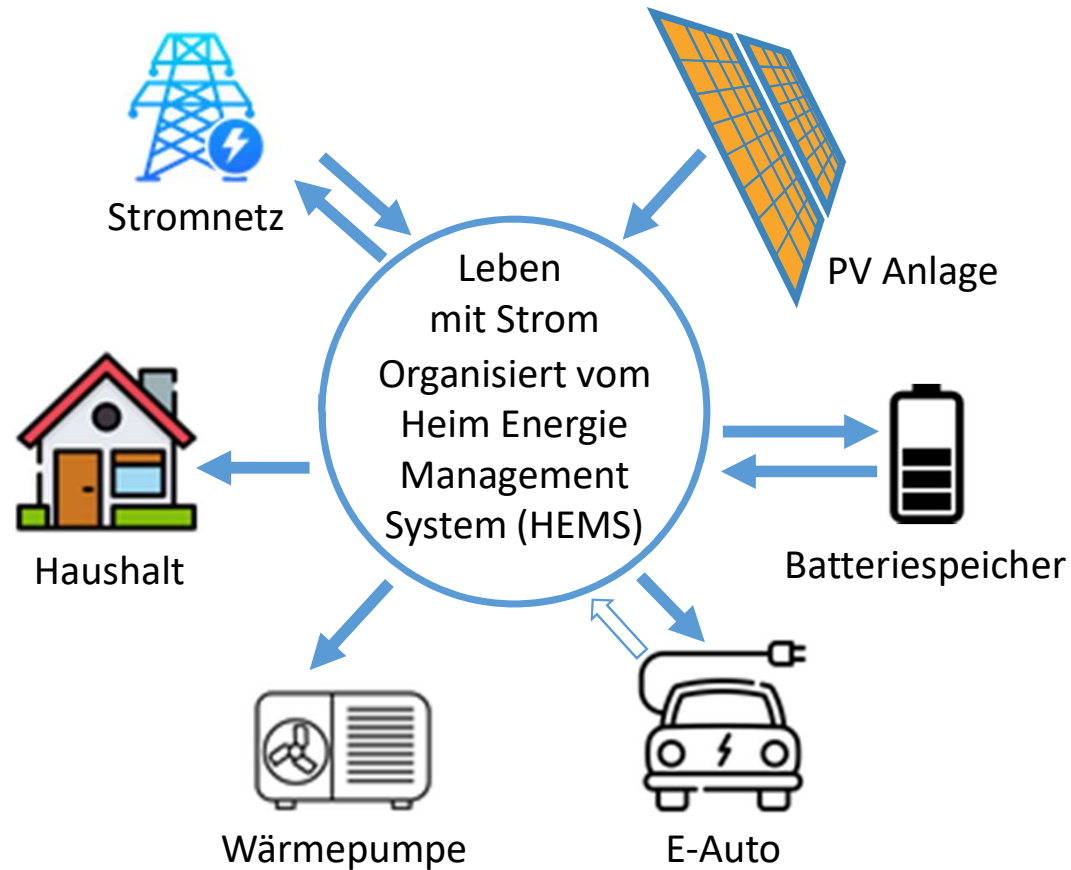 Stromnetz
PV Anlage
Leben
mit Strom
Organisiert vom
Heim Energie
Management
System (HEMS)
Haushalt
Batteriespeicher
Wärmepumpe
E-Auto